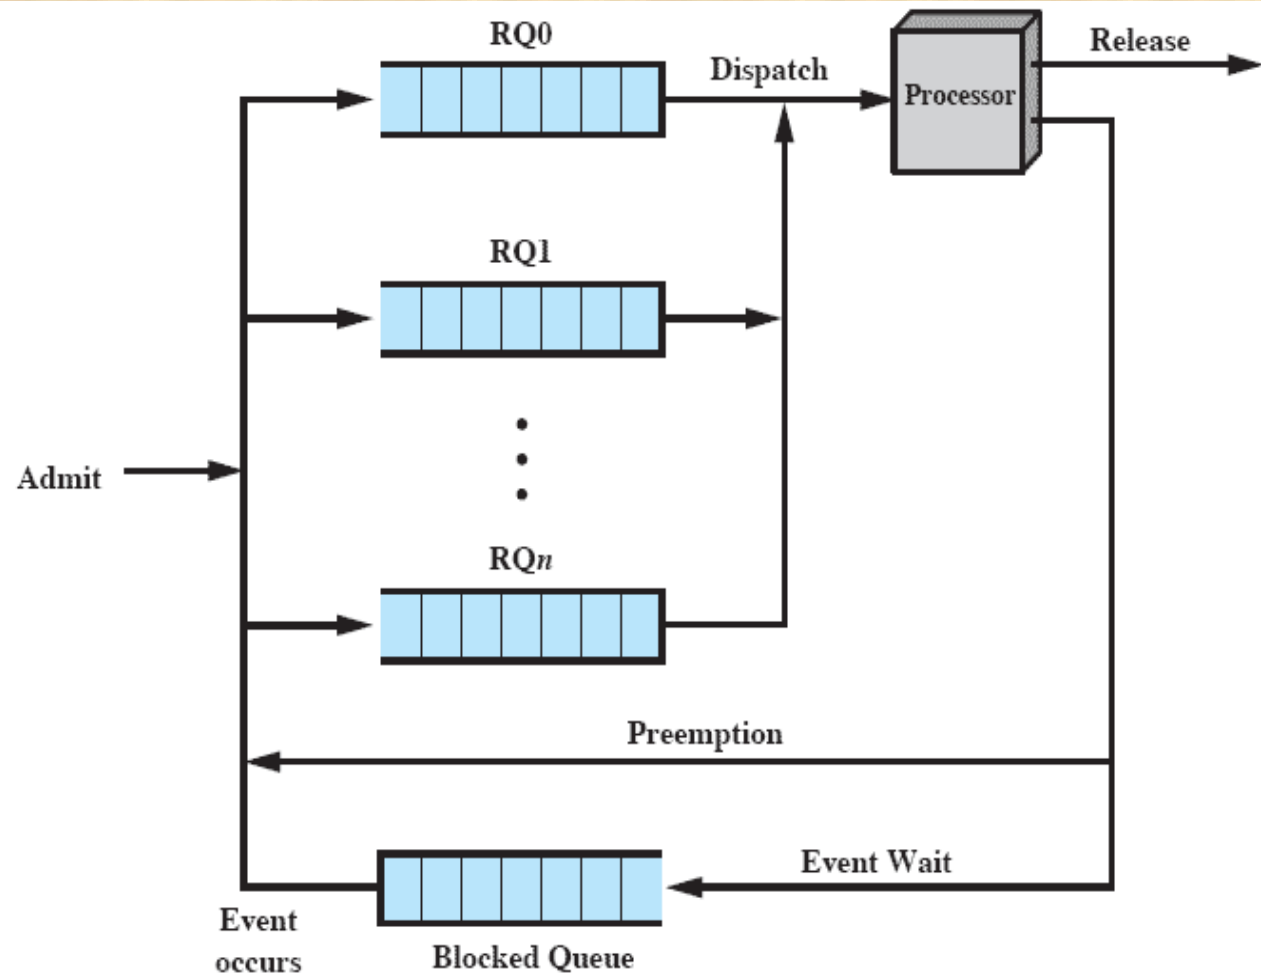 RQ0
Release
Dispatch
Processor
RQ1
Admit
RQn
Preemption
Event Wait
Event
occurs
Blocked Queue